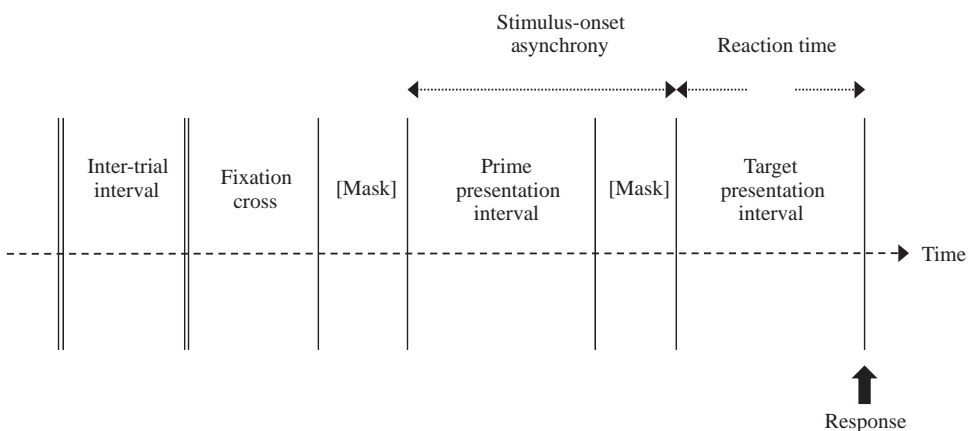 Stimulus-onset
asynchrony
Reaction time
Inter-trial
interval
Fixation
cross
[Mask]
Prime
presentation
interval
[Mask]
Target
presentation
interval
Time
Response